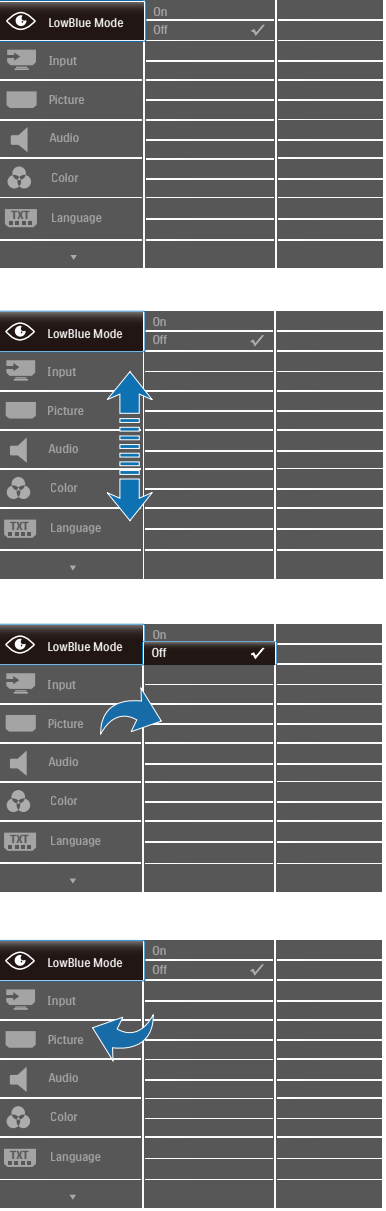 LowBlue Mode
On
Off
Input
Picture
Audio
Color
TXT
Language
LowBlue Mode
On
Off
Input
Picture
Audio
Color
TXT
Language
LowBlue Mode
On
Off
Input
Picture
Audio
Color
TXT
Language
LowBlue Mode
On
Off
Input
Picture
Audio
Color
TXT
Language